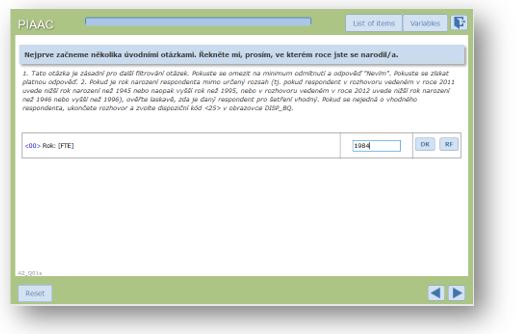 PIAAC
List of items
Variables
Nejprve začneme několika úvodními otázkami. Řekněte mi, prosím, ve kterém roce jste se narodil/a.
1. Tato otázka je zásadní pro další filtrování otázek. Pokuste se omezit na minimum odmítnutí a odpověď "Nevím". Pokuste se získat
platnou odpověď. 2. Pokud je rok narození respondenta mimo určený rozsah (tj. pokud respondent v rozhovoru vedeném v roce 2011
uvede nižší rok narození než 1945 nebo naopak vyšší rok než 1995, nebo v rozhovoru vedeném v roce 2012 uvede nižší rok narození
než 1946 nebo vyšší než 1996), ověřte laskavě, zda je daný respondent pro šetření vhodný. Pokud se nejedná o vhodného
respondenta, ukončete rozhovor a zvolte dispoziční kód <25> v obrazovce DISP_BQ.
<00> Rok: [FTE]
1984
DK
RF
A2_Q01a
Reset